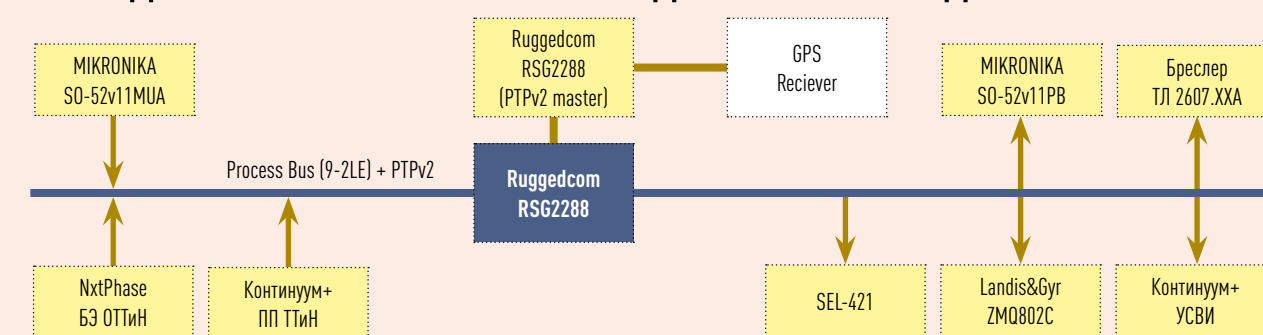 MIKRONIKA
SO-52v11MUA
Ruggedcom
RSG2288
(PTPv2 master)
GPS
Reciever
MIKRONIKA
SO-52v11PB
Бреслер
ТЛ 2607.ХХА
Process Bus (9-2LE) + PTPv2
Ruggedcom
RSG2288
NxtPhase
БЭ ОТТиН
Континуум+
ПП ТТиН
SEL-421
Landis&Gyr
ZMQ802C
Континуум+
УСВИ